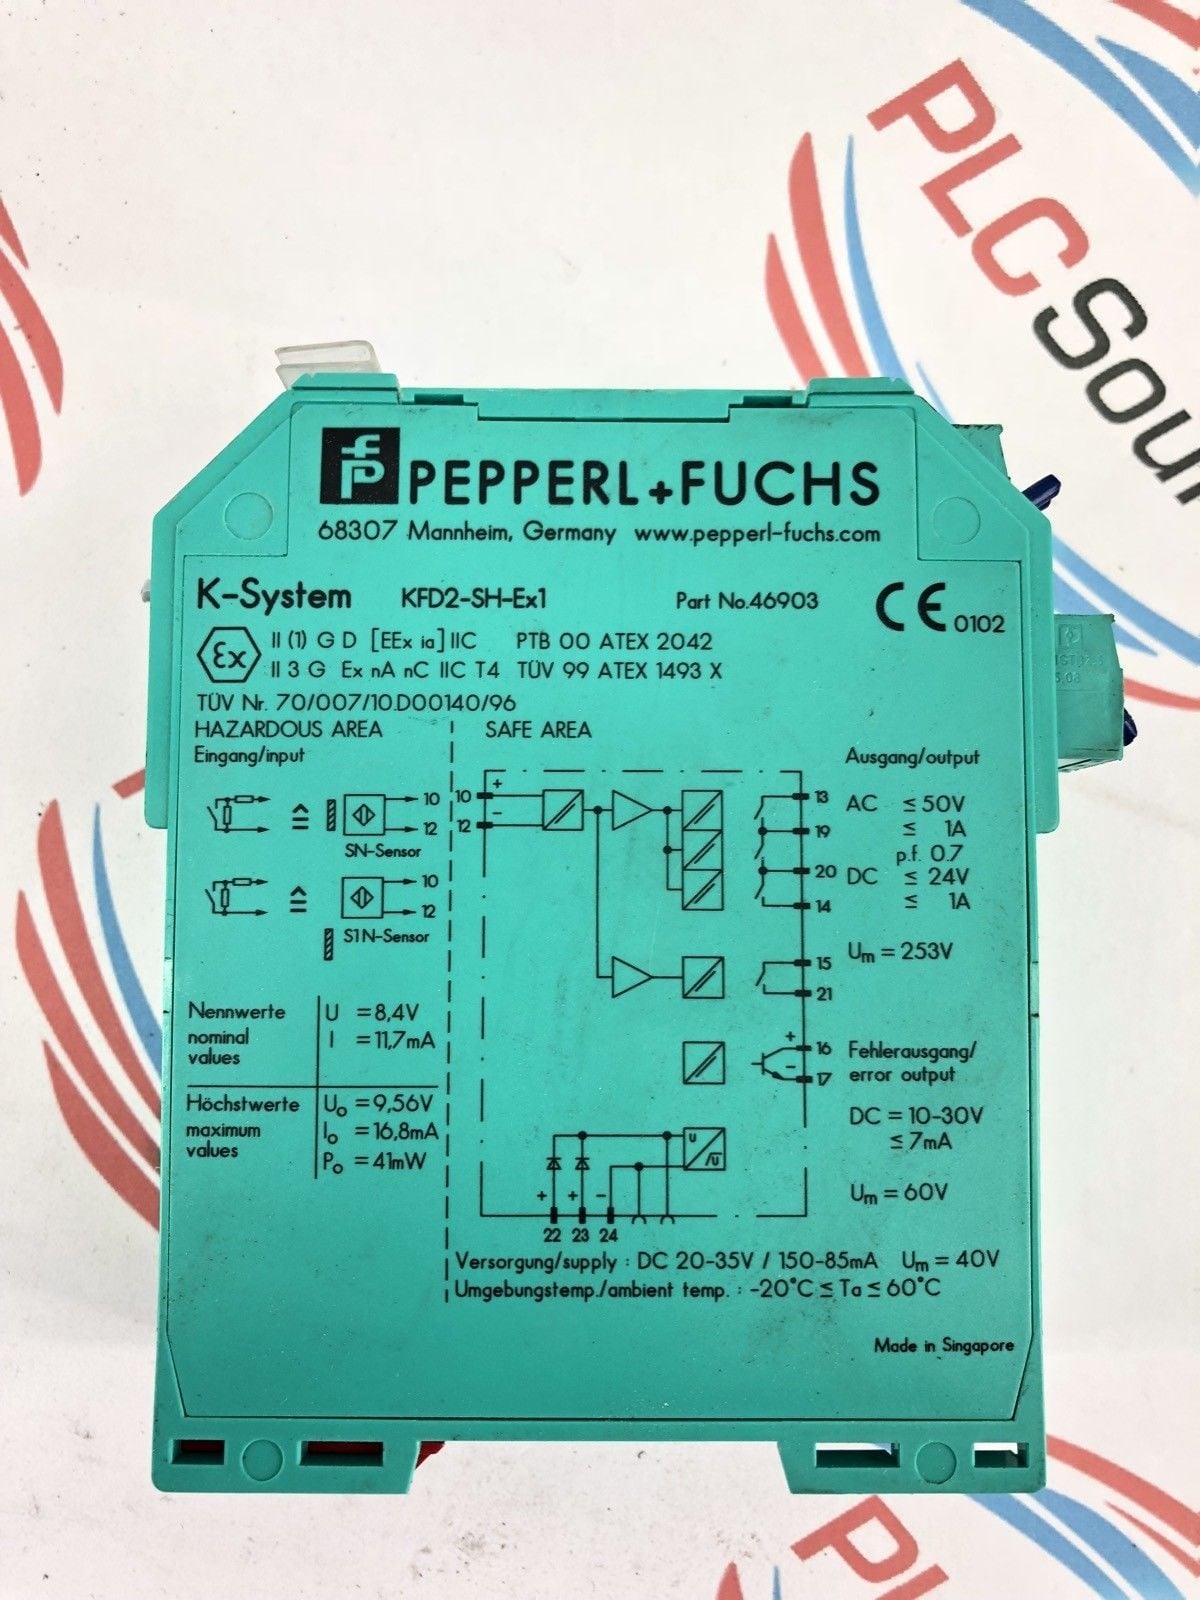 PLCSour
PEPPERL+FUCHS
68307 Mannheim, Germany www.pepperl-fuchs.com
K-System KFD2-SH-Ex1 Part No.46903 CE 0102
Ex II (1) G D [EEx ia] IIC PTB 00 ATEX 2042
II 3 G Ex nA nC IIC T4 TÜV 99 ATEX 1493 X
TÜV Nr. 70/007/10.D00140/96
HAZARDOUS AREA SAFE AREA
Eingang/input Ausgang/output
10
12
SN-Sensor
10
12
S1N-Sensor
10 +
12 −
13
19
20
14
15
21
+ 16
− 17
AC ≤ 50V
≤ 1A
p.f. 0.7
DC ≤ 24V
≤ 1A
Um = 253V
Fehlerausgang/
error output
DC = 10-30V
≤ 7mA
Um = 60V
Nennwerte U = 8,4V
nominal I = 11,7mA
values
Höchstwerte Uo = 9,56V
maximum Io = 16,8mA
values Po = 41mW
U
/U
+ + −
22 23 24
Versorgung/supply : DC 20-35V / 150-85mA Um = 40V
Umgebungstemp./ambient temp. : -20°C ≤ Ta ≤ 60°C
Made in Singapore
PLC